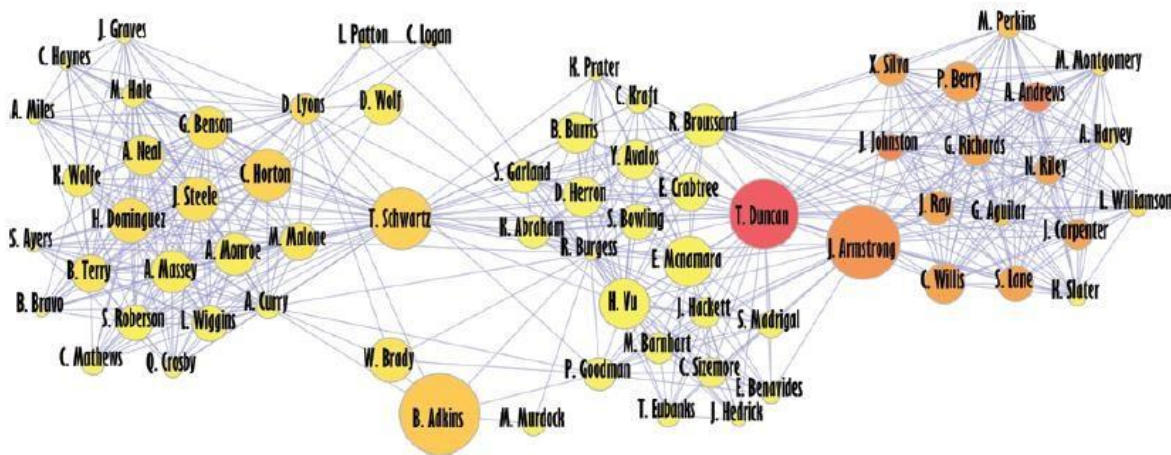 J. Graves
C. Haynes
M. Hale
A. Miles
G. Benson
A. Neal
K. Wolfe
C. Horton
J. Steele
H. Dominguez
M. Malone
A. Monroe
S. Ayers
B. Terry
A. Massey
A. Curry
B. Bravo
S. Roberson
L. Wiggins
C. Mathews
Q. Crosby
L. Patton
C. Logan
D. Lyons
D. Wolf
T. Schwartz
W. Brady
B. Adkins
M. Murdock
K. Prater
C. Kraft
B. Burris
R. Broussard
Y. Avalos
S. Garland
D. Herron
E. Crabtree
S. Bowling
K. Abraham
R. Burgess
T. Duncan
E. Mcnamara
H. Vu
J. Hackett
S. Madrigal
M. Barnhart
P. Goodman
C. Sizemore
E. Benavides
T. Eubanks
J. Hedrick
M. Perkins
X. Silva
P. Berry
M. Montgomery
A. Andrews
J. Johnston
G. Richards
A. Harvey
N. Riley
J. Ray
G. Aguilar
L. Williamson
J. Carpenter
J. Armstrong
C. Willis
S. Lane
K. Slater